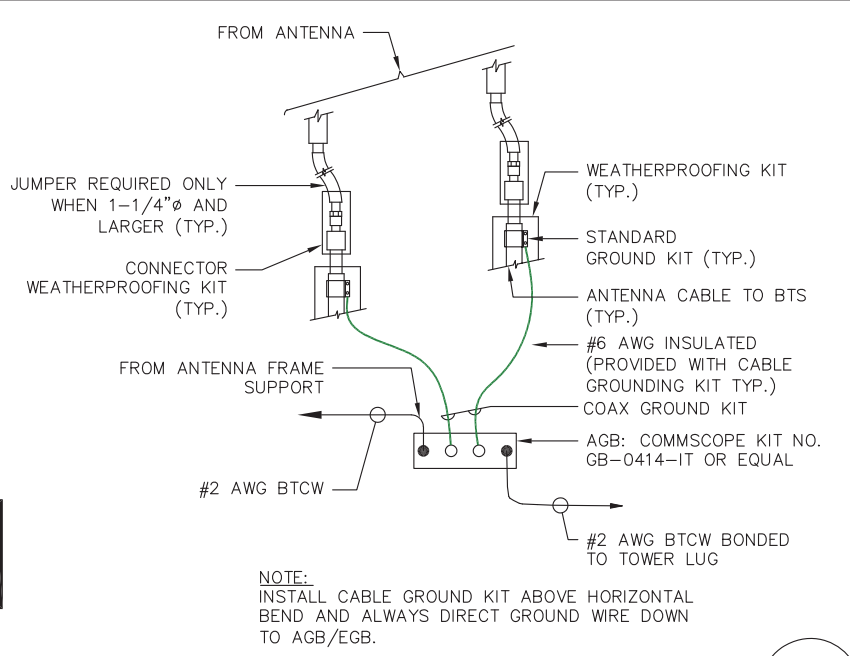 FROM ANTENNA
JUMPER REQUIRED ONLY
WHEN 1-1/4"ø AND
LARGER (TYP.)
CONNECTOR
WEATHERPROOFING KIT
(TYP.)
FROM ANTENNA FRAME
SUPPORT
#2 AWG BTCW
WEATHERPROOFING KIT
(TYP.)
STANDARD
GROUND KIT (TYP.)
ANTENNA CABLE TO BTS
(TYP.)
#6 AWG INSULATED
(PROVIDED WITH CABLE
GROUNDING KIT TYP.)
COAX GROUND KIT
AGB: COMMSCOPE KIT NO.
GB-0414-IT OR EQUAL
#2 AWG BTCW BONDED
TO TOWER LUG
NOTE:
INSTALL CABLE GROUND KIT ABOVE HORIZONTAL
BEND AND ALWAYS DIRECT GROUND WIRE DOWN
TO AGB/EGB.